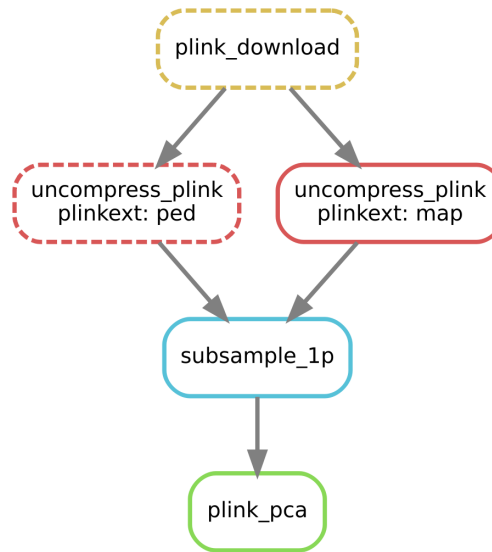 plink_download
uncompress_plink
plinkext: ped
uncompress_plink
plinkext: map
subsample_1p
plink_pca